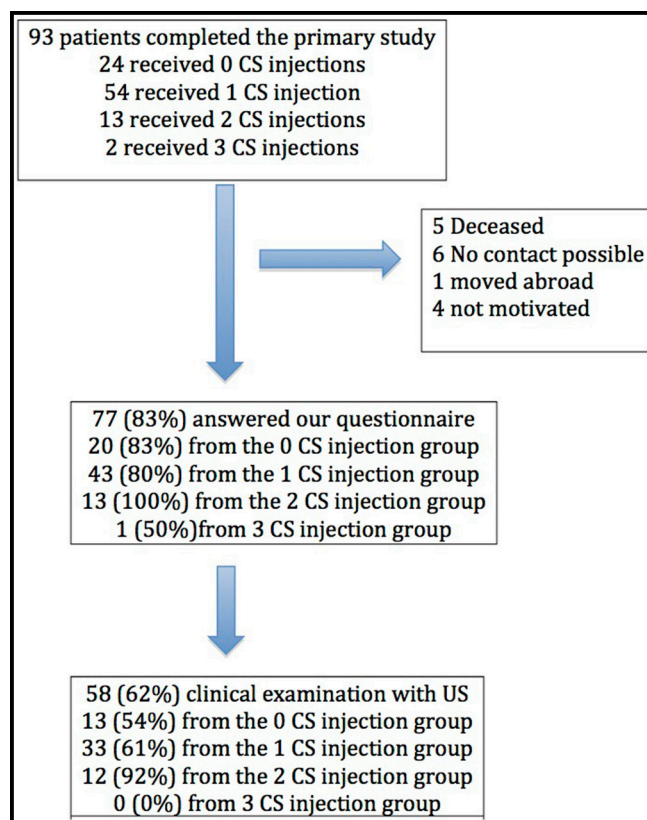 93 patients completed the primary study
24 received 0 CS injections
54 received 1 CS injection
13 received 2 CS injections
2 received 3 CS injections
5 Deceased
6 No contact possible
1 moved abroad
4 not motivated
77 (83%) answered our questionnaire
20 (83%) from the 0 CS injection group
43 (80%) from the 1 CS injection group
13 (100%) from the 2 CS injection group
1 (50%)from 3 CS injection group
58 (62%) clinical examination with US
13 (54%) from the 0 CS injection group
33 (61%) from the 1 CS injection group
12 (92%) from the 2 CS injection group
0 (0%) from 3 CS injection group